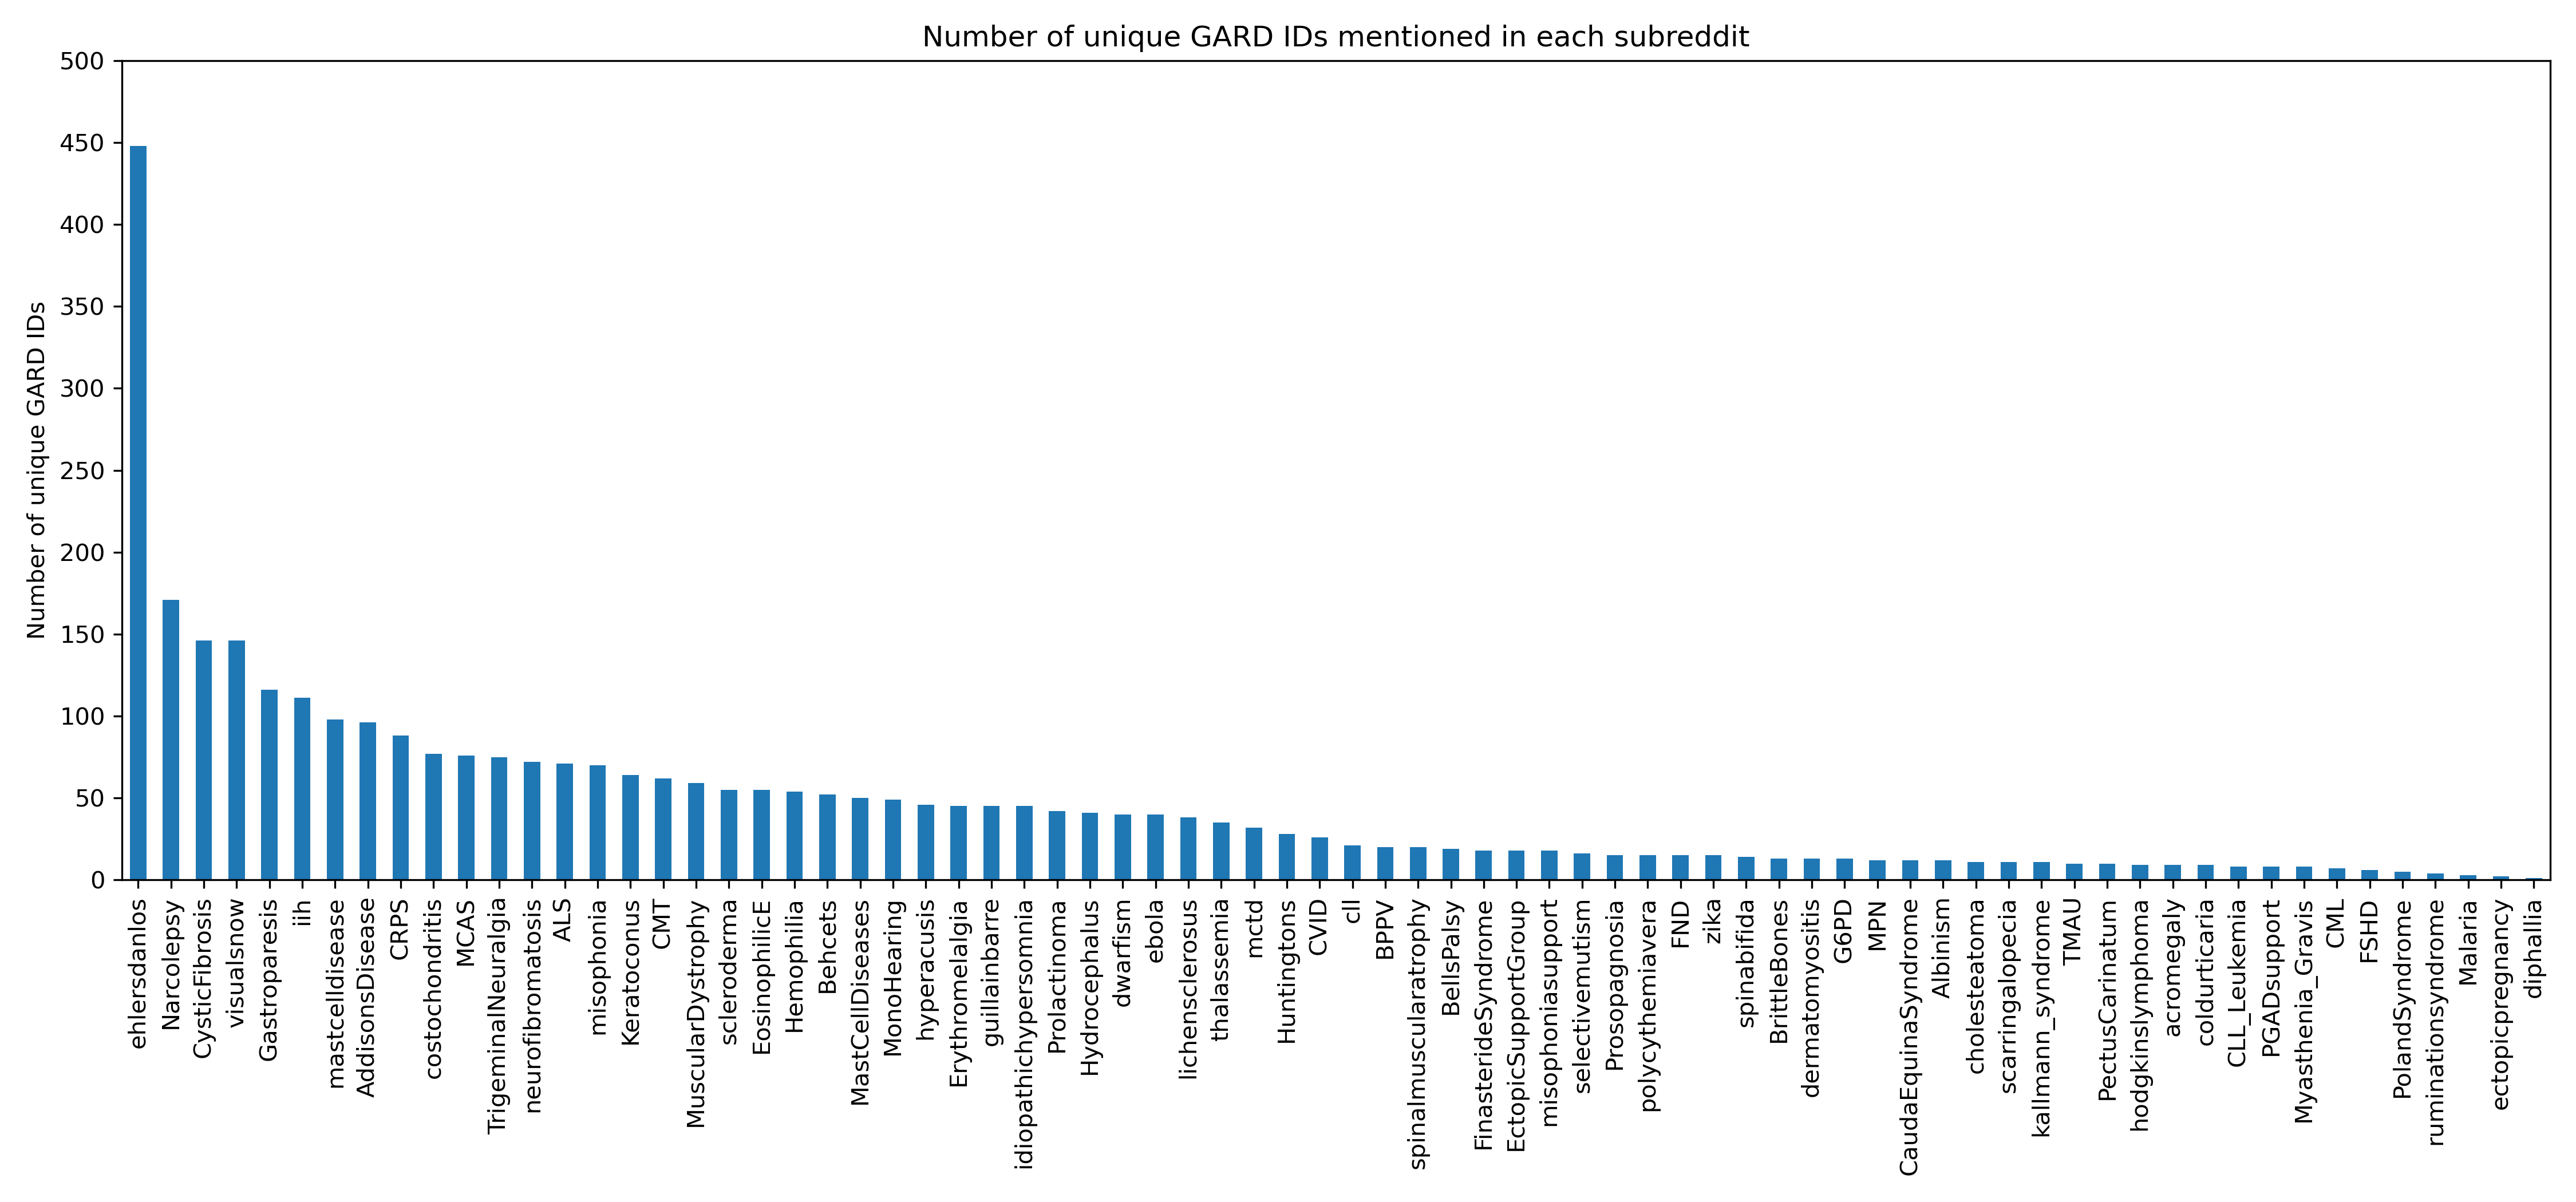 Number of unique GARD IDs mentioned in each subreddit
Number of unique GARD IDs
500
450
400
350
300
250
200
150
100
50
0
ehlersdanlos
Narcolepsy
CysticFibrosis
visualsnow
Gastroparesis
iih
mastcelldisease
AddisonsDisease
CRPS
costochondritis
MCAS
TrigeminalNeuralgia
neurofibromatosis
ALS
misophonia
Keratoconus
CMT
MuscularDystrophy
scleroderma
EosinophilicE
Hemophilia
Behcets
MastCellDiseases
MonoHearing
hyperacusis
Erythromelalgia
guillainbarre
idiopathichypersomnia
Prolactinoma
Hydrocephalus
dwarfism
ebola
lichensclerosus
thalassemia
mctd
Huntingtons
CVID
cll
BPPV
spinalmuscularatrophy
BellsPalsy
FinasterideSyndrome
EctopicSupportGroup
misophoniasupport
selectivemutism
Prosopagnosia
polycythemiavera
FND
zika
spinabifida
BrittleBones
dermatomyositis
G6PD
MPN
CaudaEquinaSyndrome
Albinism
cholesteatoma
scarringalopecia
kallmann_syndrome
TMAU
PectusCarinatum
hodgkinslymphoma
acromegaly
coldurticaria
CLL_Leukemia
PGADsupport
Myasthenia_Gravis
CML
FSHD
PolandSyndrome
ruminationsyndrome
Malaria
ectopicpregnancy
diphallia